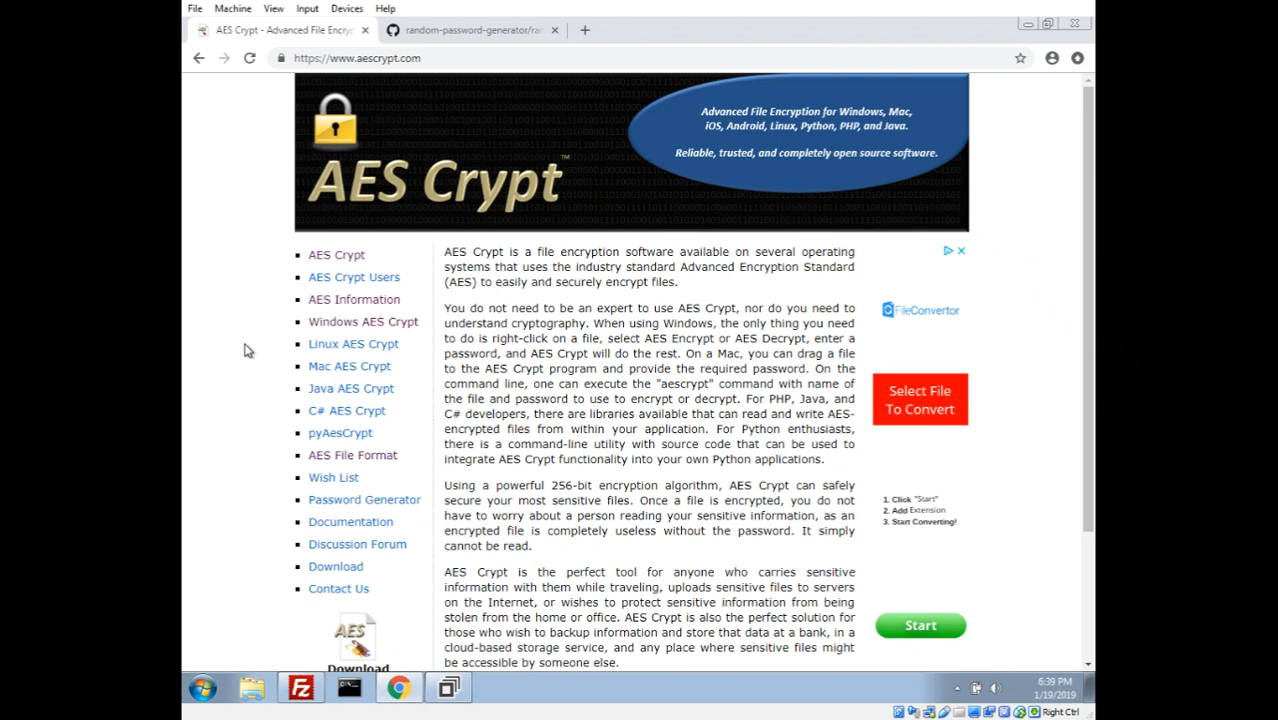 File Machine View Input Devices Help
AES Crypt - Advanced File Encryp
random-password-generator/ran
https://www.aescrypt.com
Advanced File Encryption for Windows, Mac,
iOS, Android, Linux, Python, PHP, and Java.
Reliable, trusted, and completely open source software.
AES Crypt™
AES Crypt
AES Crypt Users
AES Information
Windows AES Crypt
Linux AES Crypt
Mac AES Crypt
Java AES Crypt
C# AES Crypt
pyAesCrypt
AES File Format
Wish List
Password Generator
Documentation
Discussion Forum
Download
Contact Us
AES
Download
AES Crypt is a file encryption software available on several operating
systems that uses the industry standard Advanced Encryption Standard
(AES) to easily and securely encrypt files.
You do not need to be an expert to use AES Crypt, nor do you need to
understand cryptography. When using Windows, the only thing you need
to do is right-click on a file, select AES Encrypt or AES Decrypt, enter a
password, and AES Crypt will do the rest. On a Mac, you can drag a file
to the AES Crypt program and provide the required password. On the
command line, one can execute the "aescrypt" command with name of
the file and password to use to encrypt or decrypt. For PHP, Java, and
C# developers, there are libraries available that can read and write AES-
encrypted files from within your application. For Python enthusiasts,
there is a command-line utility with source code that can be used to
integrate AES Crypt functionality into your own Python applications.
Using a powerful 256-bit encryption algorithm, AES Crypt can safely
secure your most sensitive files. Once a file is encrypted, you do not
have to worry about a person reading your sensitive information, as an
encrypted file is completely useless without the password. It simply
cannot be read.
AES Crypt is the perfect tool for anyone who carries sensitive
information with them while traveling, uploads sensitive files to servers
on the Internet, or wishes to protect sensitive information from being
stolen from the home or office. AES Crypt is also the perfect solution for
those who wish to backup information and store that data at a bank, in a
cloud-based storage service, and any place where sensitive files might
be accessible by someone else.
FileConvertor
Select File
To Convert
1. Click "Start"
2. Add Extension
3. Start Converting!
Start
6:39 PM
1/19/2019
Right Ctrl